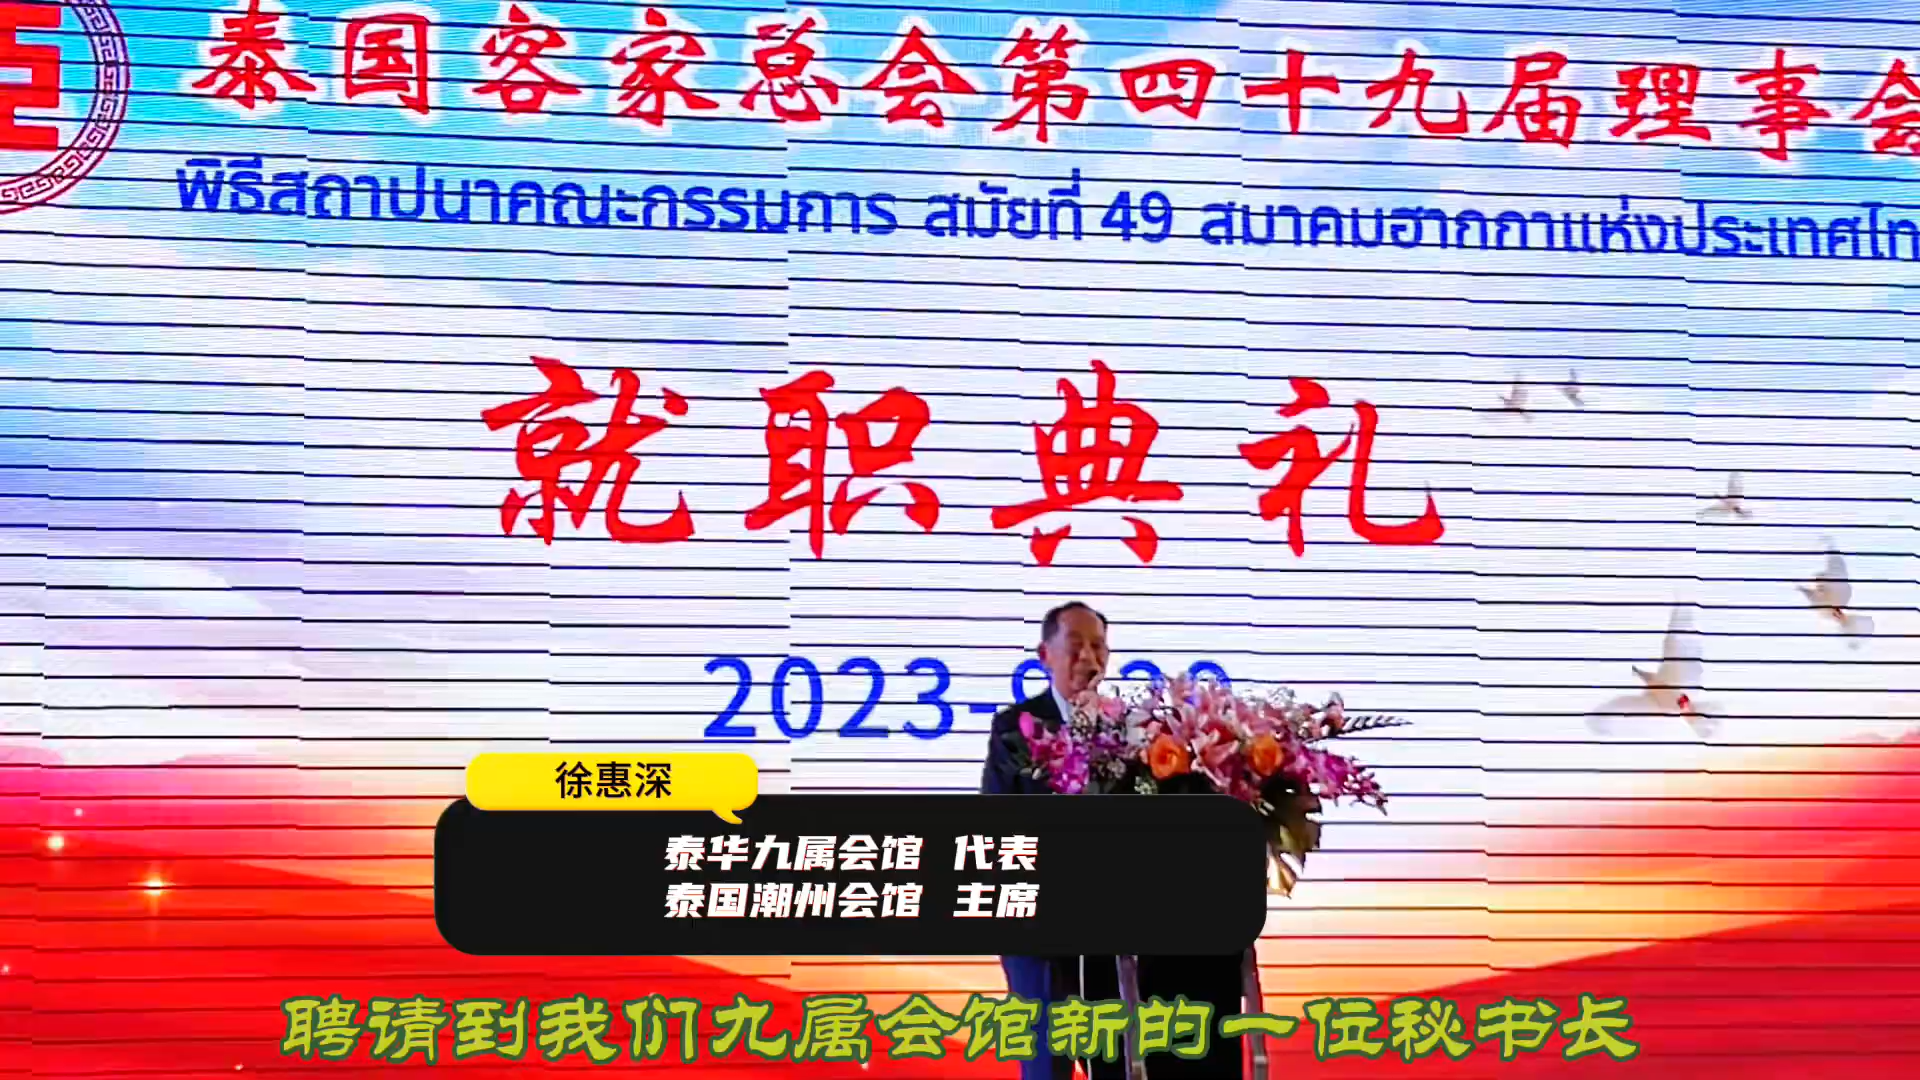 泰国客家总会第四十九届理事会
พิธีสถาปนาคณะกรรมการ สมัยที่ 49 สมาคมฮากกาแห่งประเทศไท
就职典礼
2023-
徐惠深
泰华九属会馆 代表
泰国潮州会馆 主席
聘请到我们九属会馆新的一位秘书长